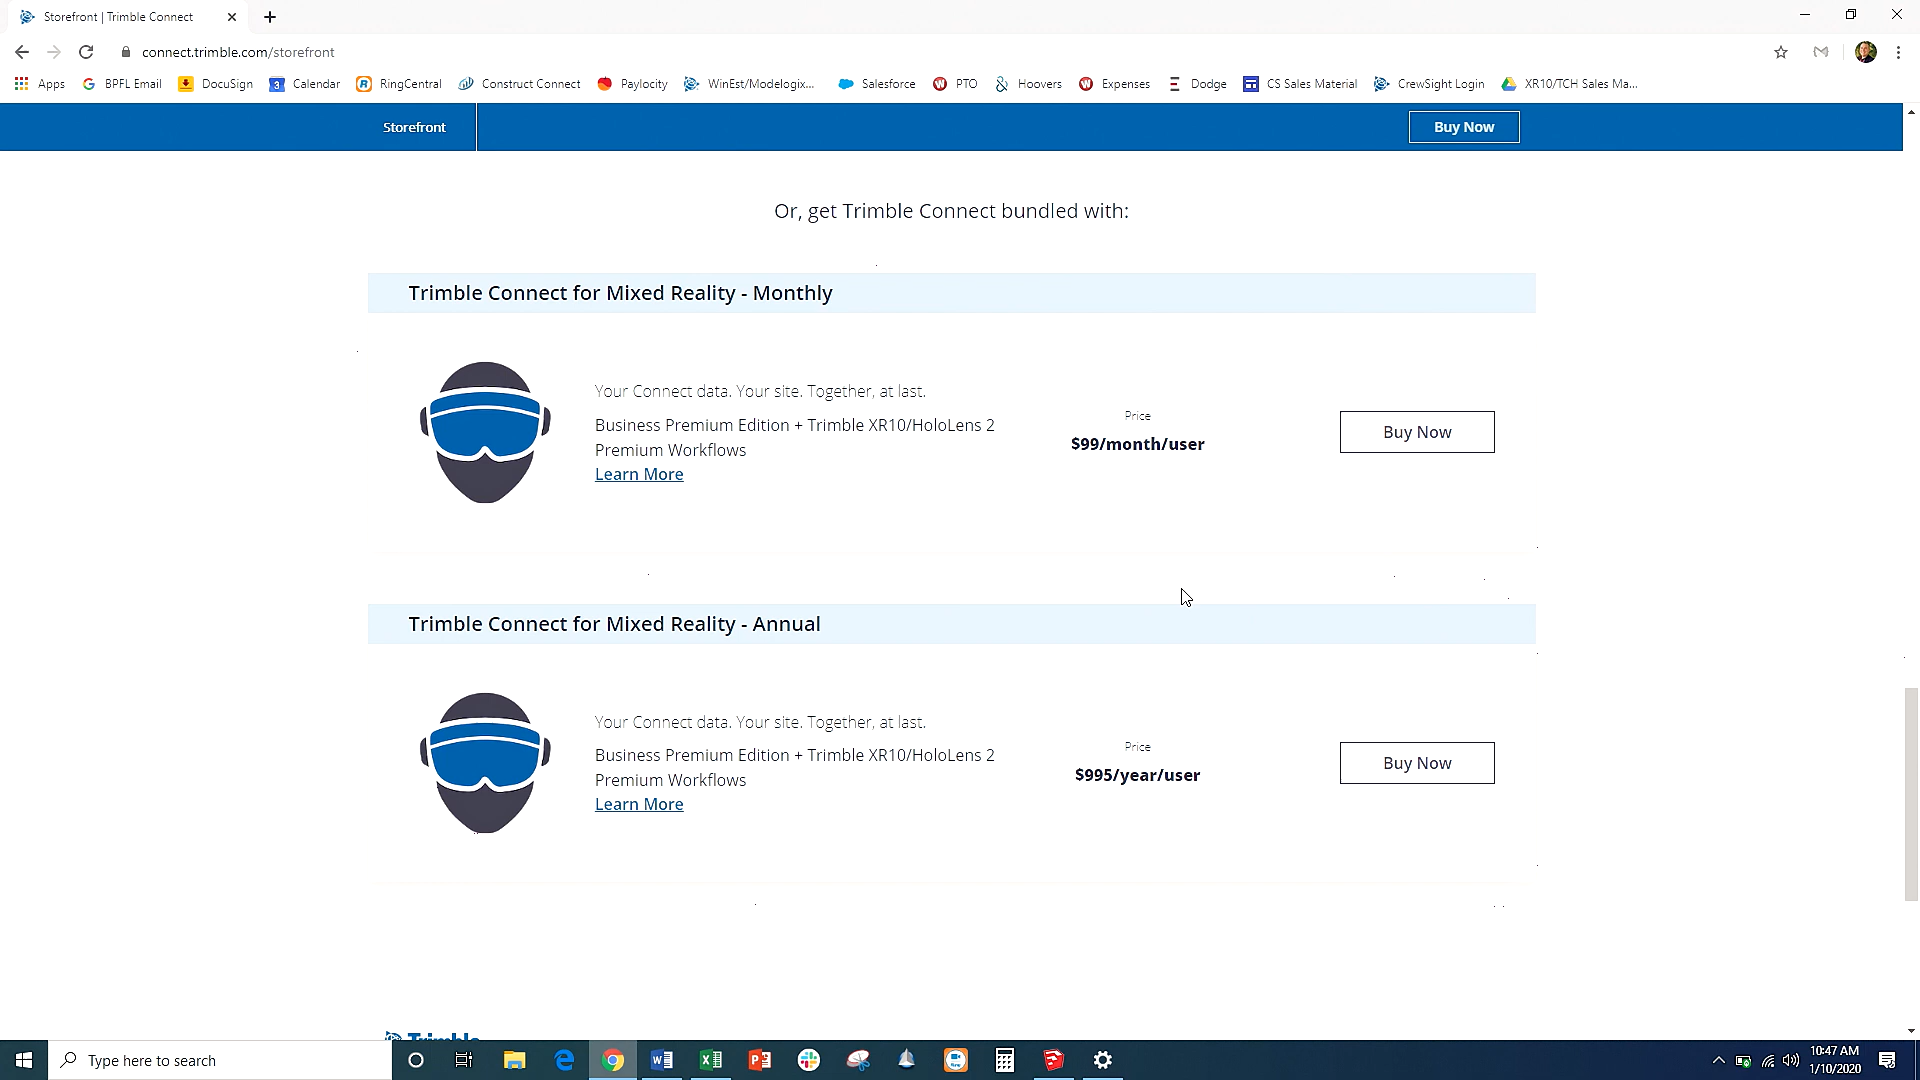 Storefront | Trimble Connect
connect.trimble.com/storefront
Apps BPFL Email DocuSign Calendar RingCentral Construct Connect Paylocity WinEst/Modelogix... Salesforce PTO Hoovers Expenses Dodge CS Sales Material CrewSight Login XR10/TCH Sales Ma...
Storefront Buy Now
Or, get Trimble Connect bundled with:
Trimble Connect for Mixed Reality - Monthly
Your Connect data. Your site. Together, at last.
Business Premium Edition + Trimble XR10/HoloLens 2
Premium Workflows
Learn More
Price
$99/month/user
Buy Now
Trimble Connect for Mixed Reality - Annual
Your Connect data. Your site. Together, at last.
Business Premium Edition + Trimble XR10/HoloLens 2
Premium Workflows
Learn More
Price
$995/year/user
Buy Now
Trimble
Type here to search
10:47 AM
1/10/2020